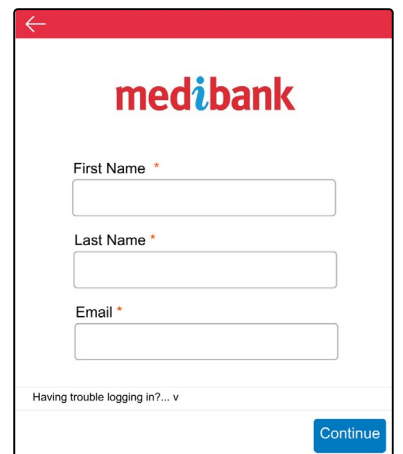 medibank
First Name *
Last Name *
Email *
Having trouble logging in?... v
Continue